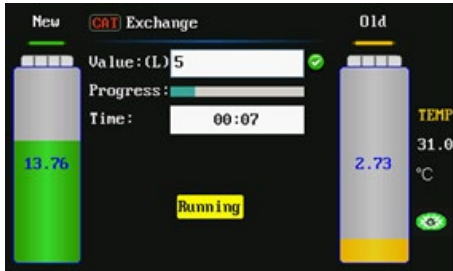 New
CAT Exchange
Old
Value:(L) 5
Progress:
Time: 00:07
TEMP
31.0
℃
13.76
2.73
Running